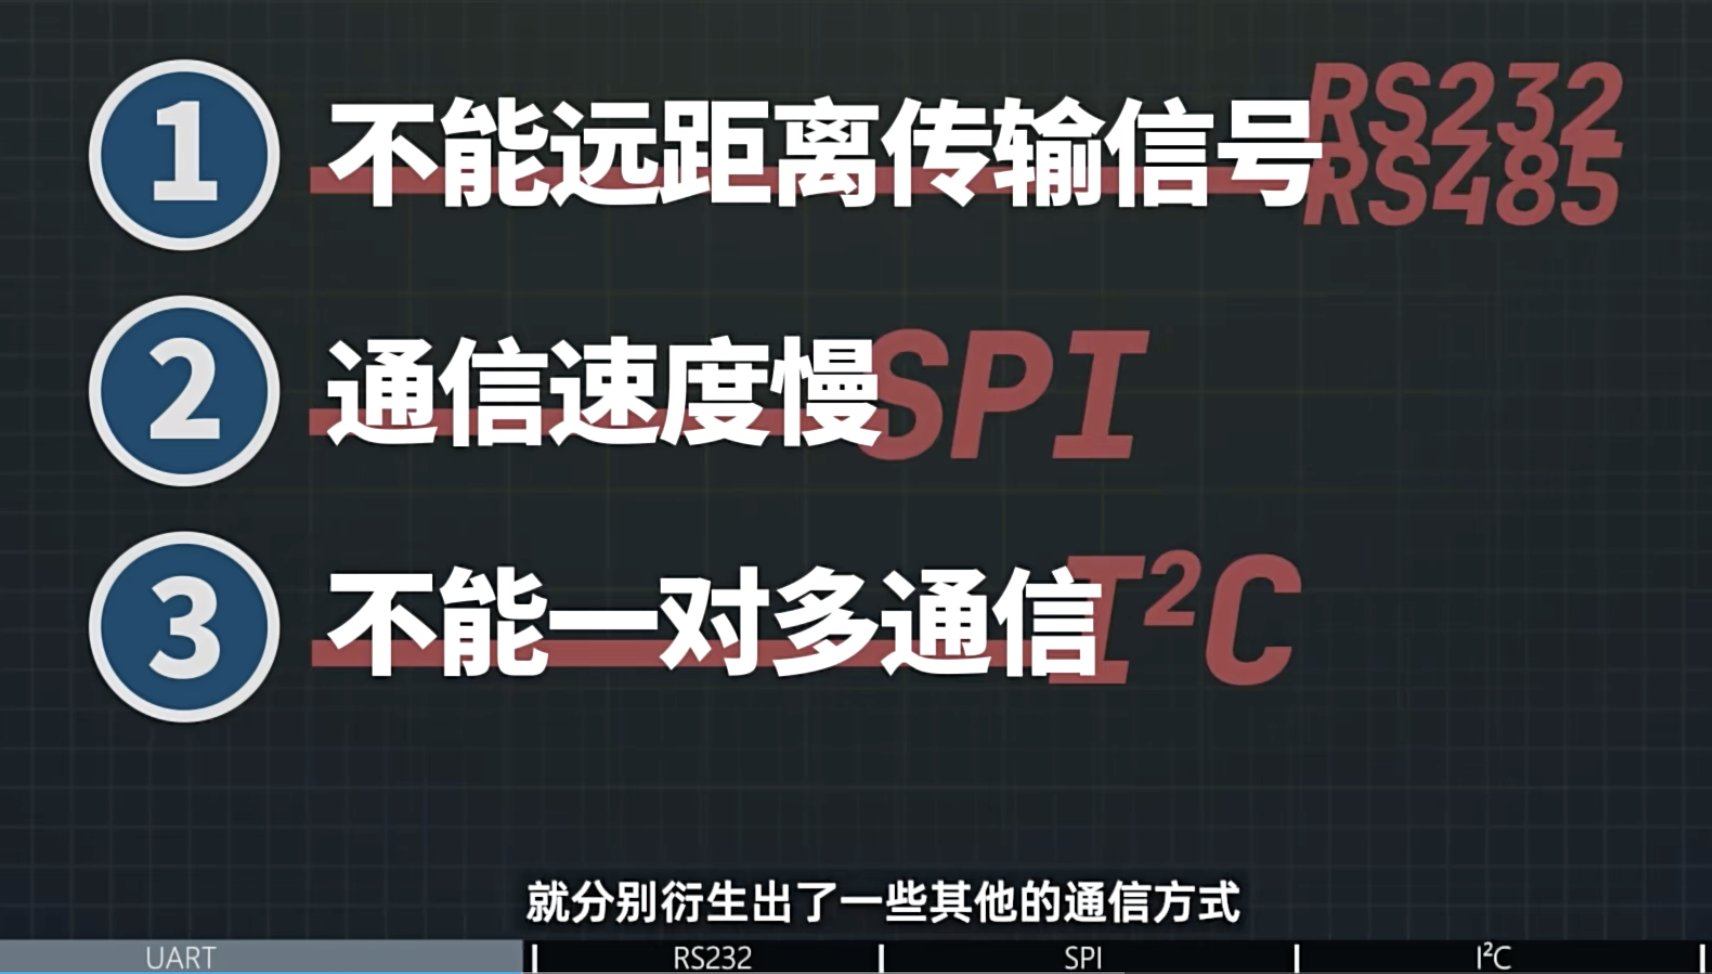 1
不能远距离传输信号
RS232
RS485
2
通信速度慢
SPI
3
不能一对多通信
I²C
就分别衍生出了一些其他的通信方式
UART
RS232
SPI
I²C